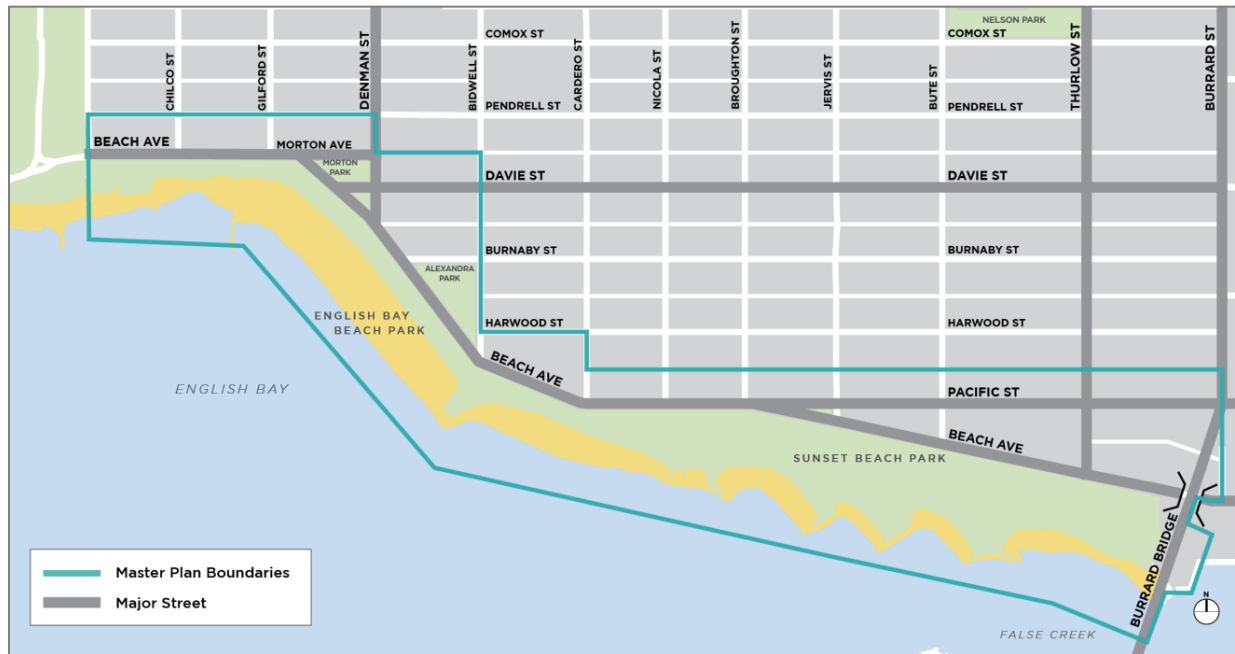 NELSON PARK
COMOX ST
COMOX ST
CHILCO ST
GILFORD ST
DENMAN ST
BIDWELL ST
CARDERO ST
NICOLA ST
BROUGHTON ST
JERVIS ST
BUTE ST
THURLOW ST
BURRARD ST
PENDRELL ST
PENDRELL ST
BEACH AVE
MORTON AVE
MORTON
PARK
DAVIE ST
DAVIE ST
BURNABY ST
BURNABY ST
ALEXANDRA
PARK
ENGLISH BAY
BEACH PARK
HARWOOD ST
HARWOOD ST
BEACH AVE
ENGLISH BAY
PACIFIC ST
BEACH AVE
SUNSET BEACH PARK
BURRARD BRIDGE
Master Plan Boundaries
Major Street
N
FALSE CREEK